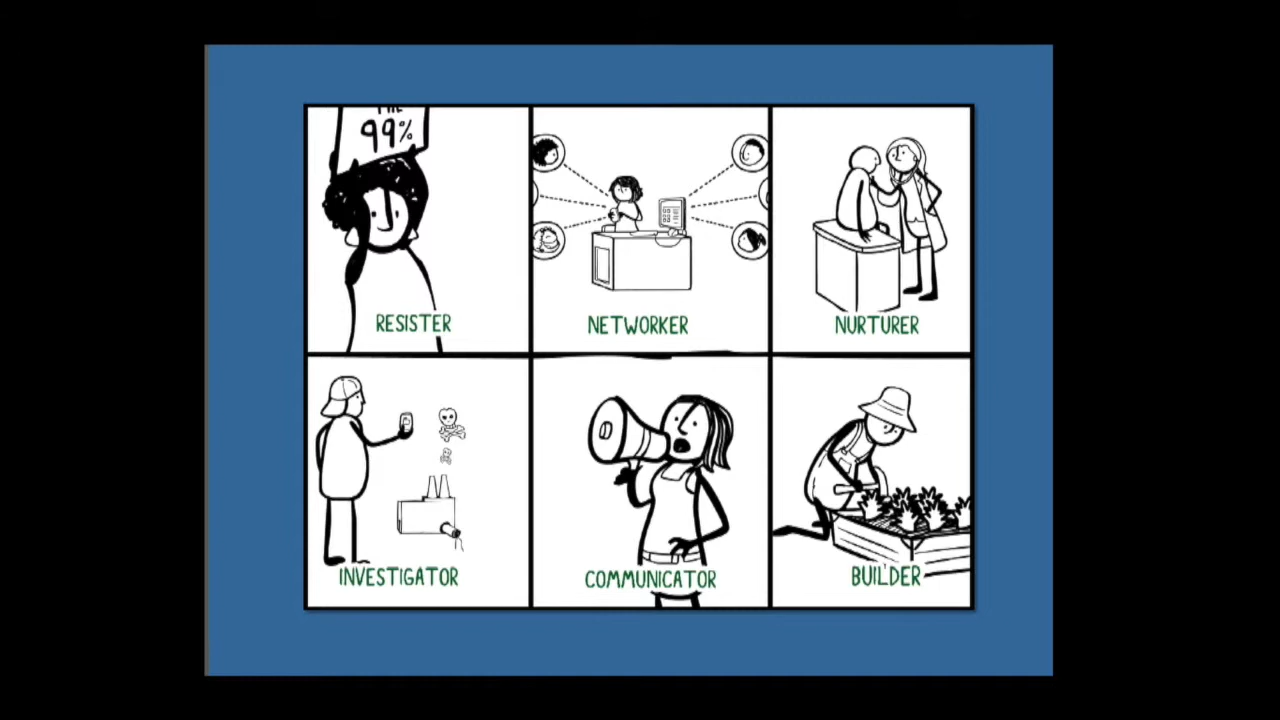 99%
RESISTER
NETWORKER
NURTURER
INVESTIGATOR
COMMUNICATOR
BUILDER